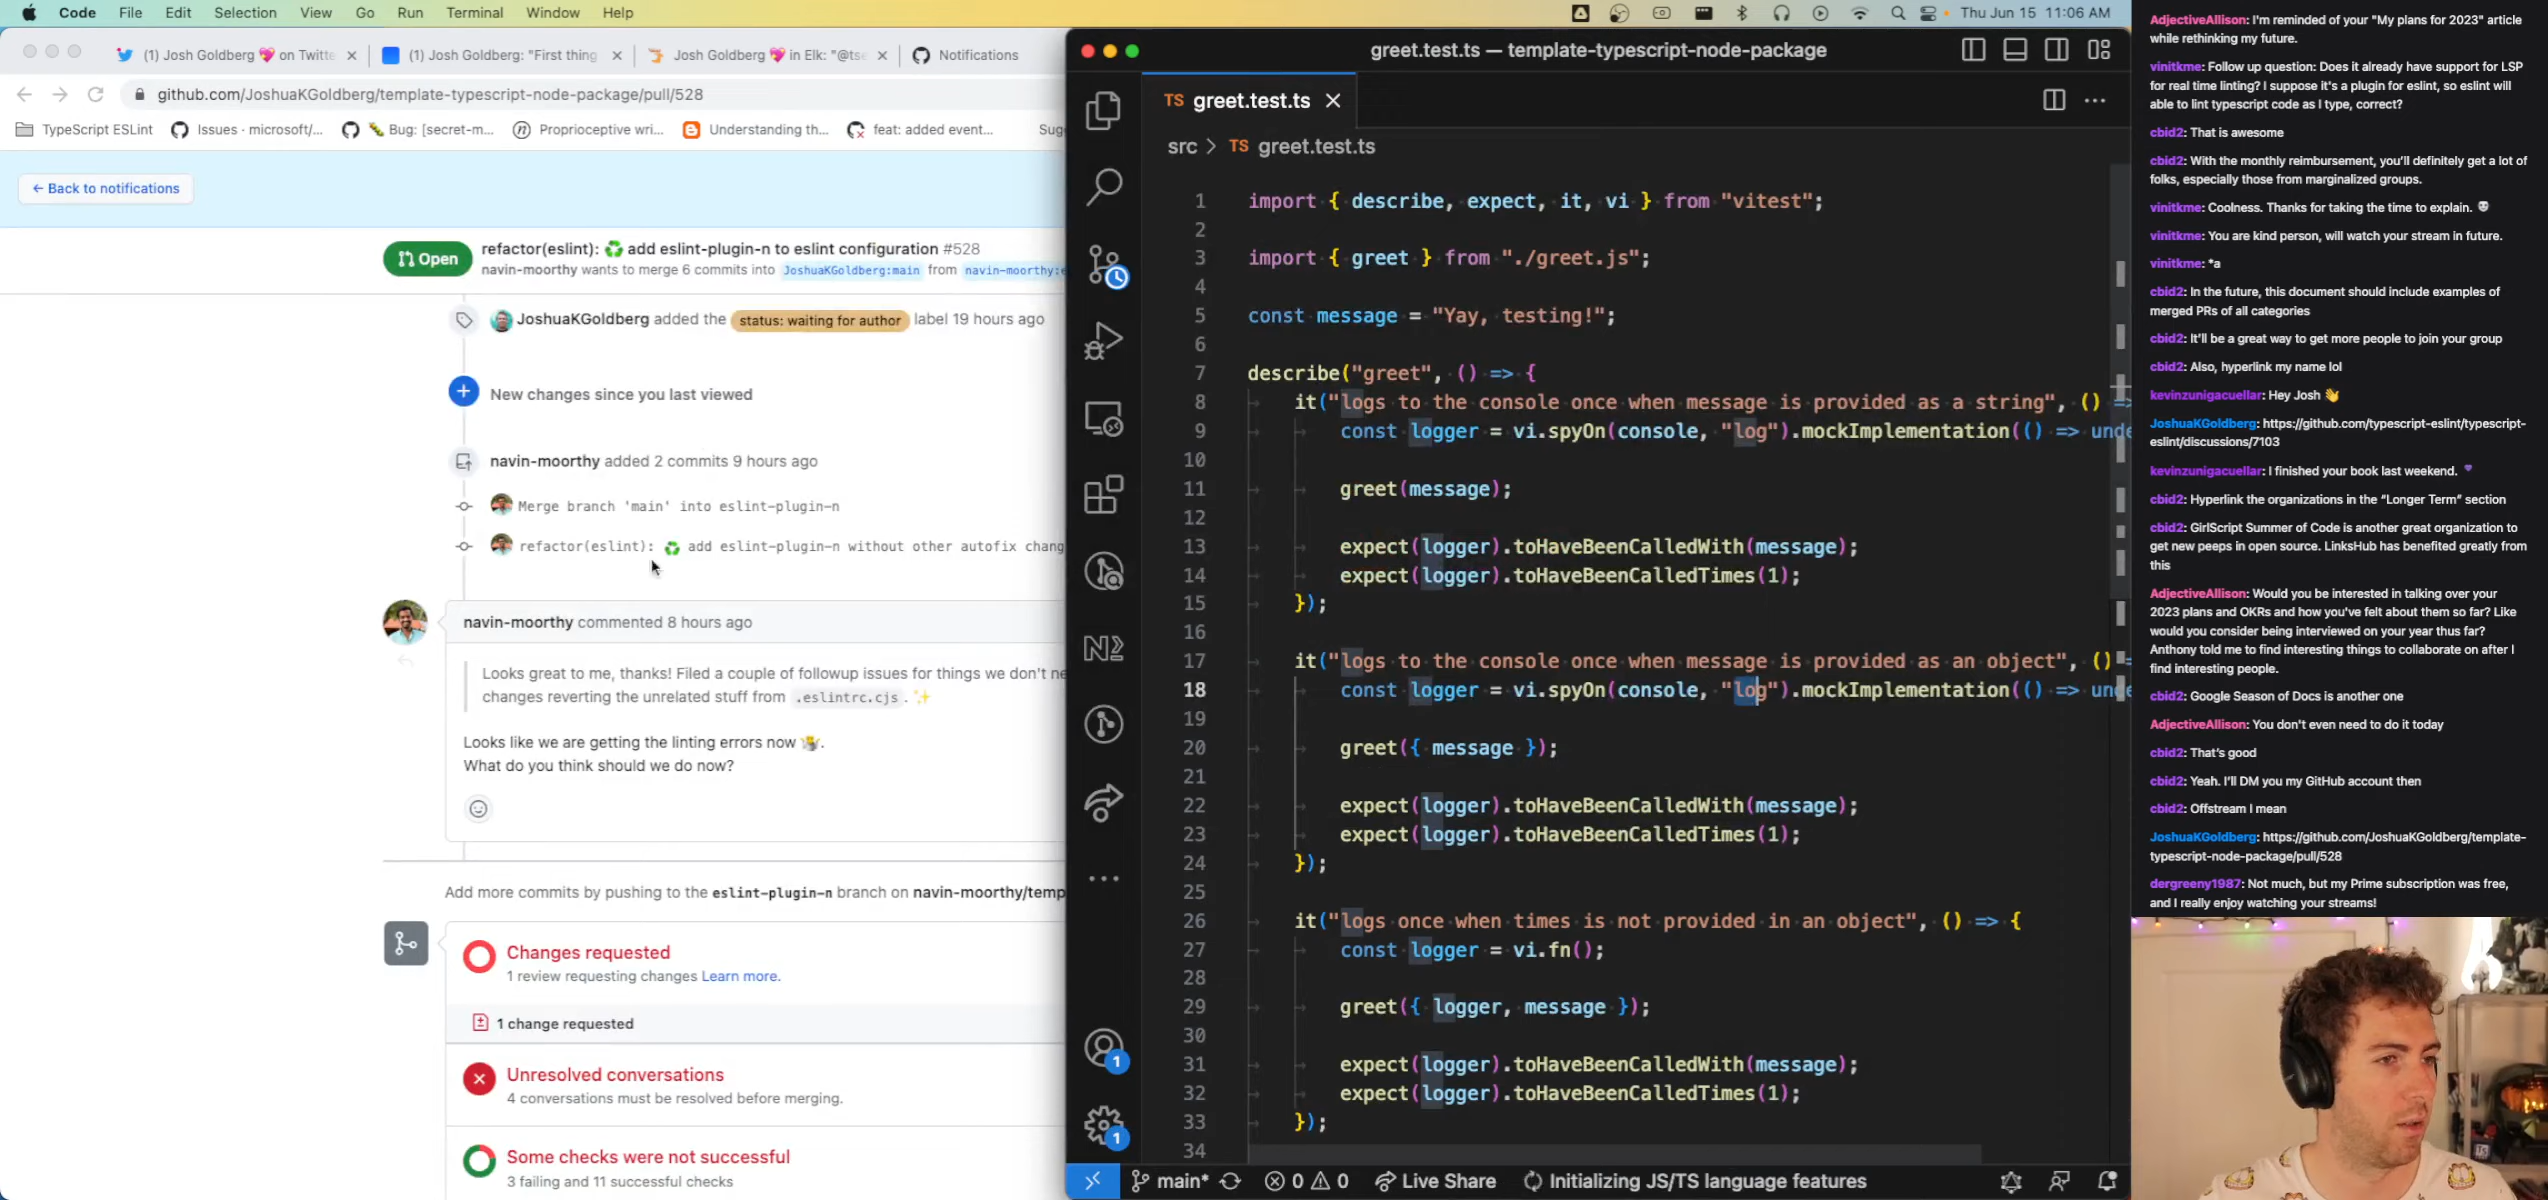 Code File Edit Selection View Go Run Terminal Window Help
Thu Jun 15 11:06 AM
(1) Josh Goldberg 💖 on Twitte
(1) Josh Goldberg: "First thing
Josh Goldberg 💖 in Elk: "@tse
Notifications
github.com/JoshuaKGoldberg/template-typescript-node-package/pull/528
TypeScript ESLint
Issues · microsoft/...
🐛 Bug: [secret-m...
Proprioceptive wri...
Understanding th...
feat: added event...
Sug
← Back to notifications
Open
refactor(eslint): ♻️ add eslint-plugin-n to eslint configuration #528
navin-moorthy wants to merge 6 commits into JoshuaKGoldberg:main from navin-moorthy:e
JoshuaKGoldberg added the status: waiting for author label 19 hours ago
New changes since you last viewed
navin-moorthy added 2 commits 9 hours ago
Merge branch 'main' into eslint-plugin-n
refactor(eslint): ♻️ add eslint-plugin-n without other autofix chang
navin-moorthy commented 8 hours ago
Looks great to me, thanks! Filed a couple of followup issues for things we don't ne
changes reverting the unrelated stuff from .eslintrc.cjs. ✨
Looks like we are getting the linting errors now.
What do you think should we do now?
Add more commits by pushing to the eslint-plugin-n branch on navin-moorthy/temp
Changes requested
1 review requesting changes Learn more.
1 change requested
Unresolved conversations
4 conversations must be resolved before merging.
Some checks were not successful
3 failing and 11 successful checks
greet.test.ts — template-typescript-node-package
TS greet.test.ts
src > TS greet.test.ts
1 import { describe, expect, it, vi } from "vitest";
2
3 import { greet } from "./greet.js";
4
5 const message = "Yay, testing!";
6
7 describe("greet", () => {
8 it("logs to the console once when message is provided as a string", () =>
9 const logger = vi.spyOn(console, "log").mockImplementation(() => unde
10
11 greet(message);
12
13 expect(logger).toHaveBeenCalledWith(message);
14 expect(logger).toHaveBeenCalledTimes(1);
15 });
16
17 it("logs to the console once when message is provided as an object", () =
18 const logger = vi.spyOn(console, "log").mockImplementation(() => unde
19
20 greet({ message });
21
22 expect(logger).toHaveBeenCalledWith(message);
23 expect(logger).toHaveBeenCalledTimes(1);
24 });
25
26 it("logs once when times is not provided in an object", () => {
27 const logger = vi.fn();
28
29 greet({ logger, message });
30
31 expect(logger).toHaveBeenCalledWith(message);
32 expect(logger).toHaveBeenCalledTimes(1);
33 });
34
1
1
main* 0 0 Live Share Initializing JS/TS language features
AdjectiveAllison: I'm reminded of your "My plans for 2023" article
while rethinking my future.
vinitkme: Follow up question: Does it already have support for LSP
for real time linting? I suppose it's a plugin for eslint, so eslint will
able to lint typescript code as I type, correct?
cbid2: That is awesome
cbid2: With the monthly reimbursement, you'll definitely get a lot of
folks, especially those from marginalized groups.
vinitkme: Coolness. Thanks for taking the time to explain.
vinitkme: You are kind person, will watch your stream in future.
vinitkme: *a
cbid2: In the future, this document should include examples of
merged PRs of all categories
cbid2: It'll be a great way to get more people to join your group
cbid2: Also, hyperlink my name lol
kevinzunigacuellar: Hey Josh 👋
JoshuaKGoldberg: https://github.com/typescript-eslint/typescript-
eslint/discussions/7103
kevinzunigacuellar: I finished your book last weekend. 💜
cbid2: Hyperlink the organizations in the “Longer Term” section
cbid2: GirlScript Summer of Code is another great organization to
get new peeps in open source. LinksHub has benefited greatly from
this
AdjectiveAllison: Would you be interested in talking over your
2023 plans and OKRs and how you've felt about them so far? Like
would you consider being interviewed on your year thus far?
Anthony told me to find interesting things to collaborate on after I
find interesting people.
cbid2: Google Season of Docs is another one
AdjectiveAllison: You don't even need to do it today
cbid2: That's good
cbid2: Yeah. I'll DM you my GitHub account then
cbid2: Offstream I mean
JoshuaKGoldberg: https://github.com/JoshuaKGoldberg/template-
typescript-node-package/pull/528
dergreeny1987: Not much, but my Prime subscription was free,
and I really enjoy watching your streams!